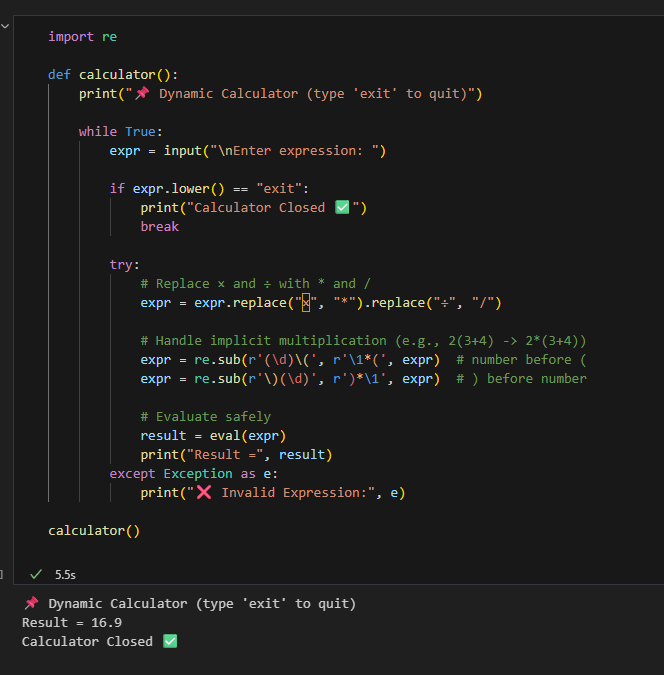 import re
def calculator():
    print("📌 Dynamic Calculator (type 'exit' to quit)")
    while True:
        expr = input("\nEnter expression: ")
        if expr.lower() == "exit":
            print("Calculator Closed ✅")
            break
        try:
            # Replace × and ÷ with * and /
            expr = expr.replace("×", "*").replace("÷", "/")
            # Handle implicit multiplication (e.g., 2(3+4) -> 2*(3+4))
            expr = re.sub(r'(\d)\(', r'\1*(', expr)  # number before (
            expr = re.sub(r'\)(\d)', r')*\1', expr)  # ) before number
            # Evaluate safely
            result = eval(expr)
            print("Result =", result)
        except Exception as e:
            print("❌ Invalid Expression:", e)
calculator()
✓ 5.5s
📌 Dynamic Calculator (type 'exit' to quit)
Result = 16.9
Calculator Closed ✅